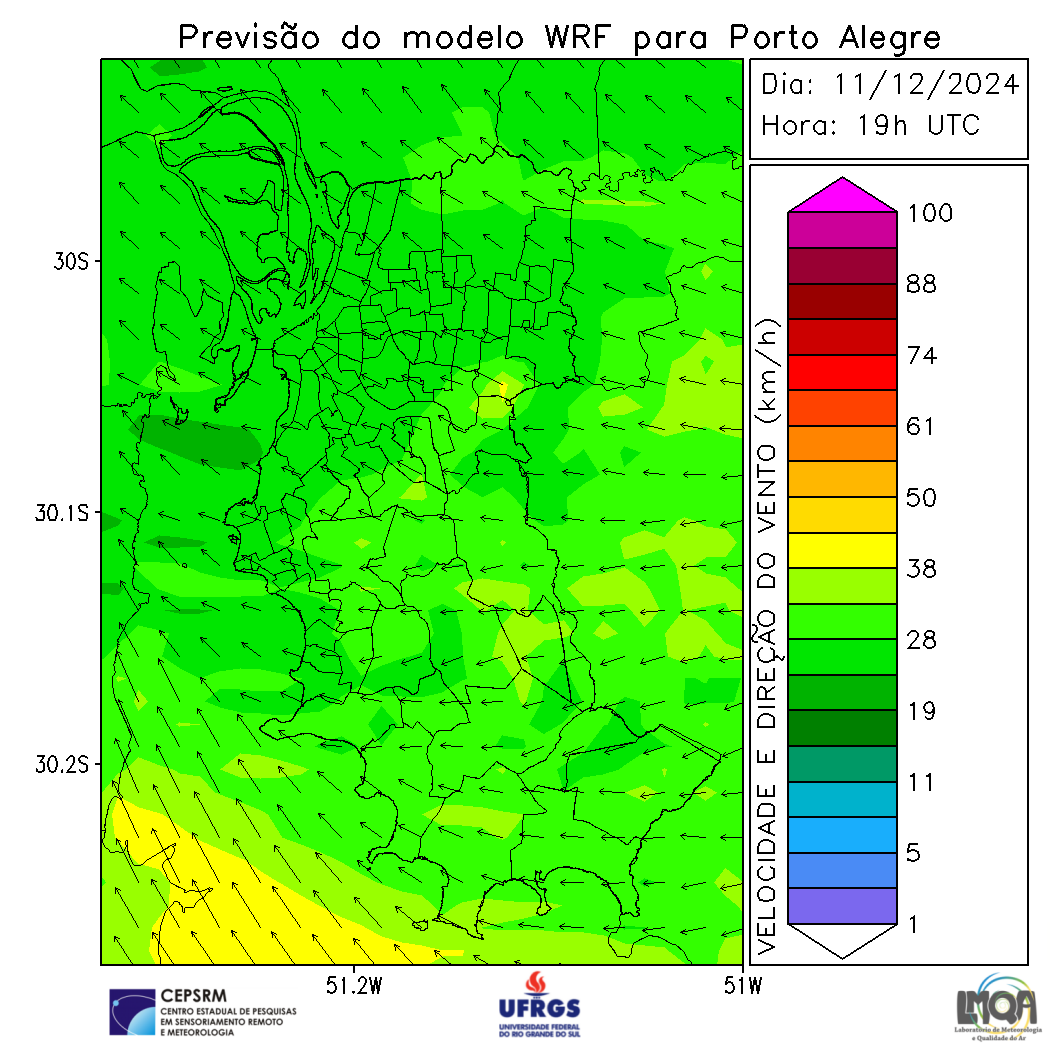 Previsão do modelo WRF para Porto Alegre
Dia: 11/12/2024
Hora: 19h UTC
30S
30.1S
30.2S
51.2W
51W
VELOCIDADE E DIREÇÃO DO VENTO (km/h)
100
88
74
61
50
38
28
19
11
5
1
CEPSRM
CENTRO ESTADUAL DE PESQUISAS
EM SENSORIAMENTO REMOTO
E METEOROLOGIA
UFRGS
UNIVERSIDADE FEDERAL
DO RIO GRANDE DO SUL
LMQA
Laboratório de Meteorologia
e Qualidade do Ar